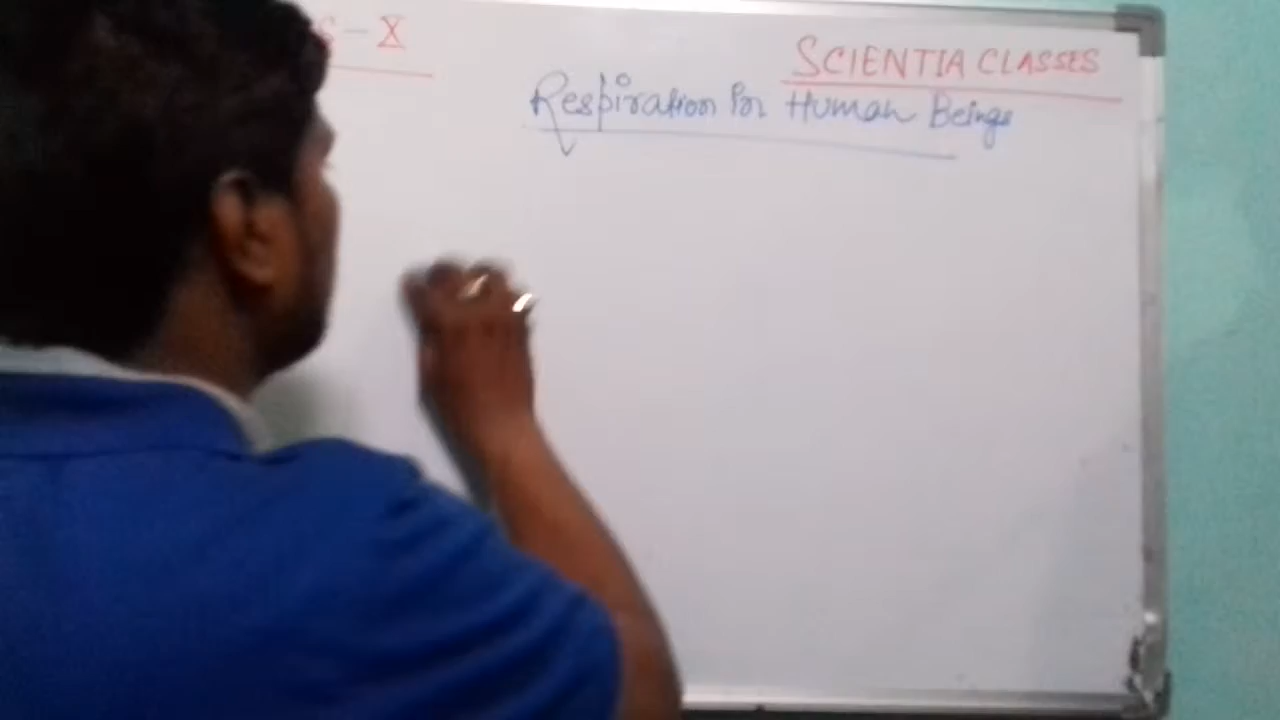 - X
SCIENTIA CLASSES
Respiration for Human Beings